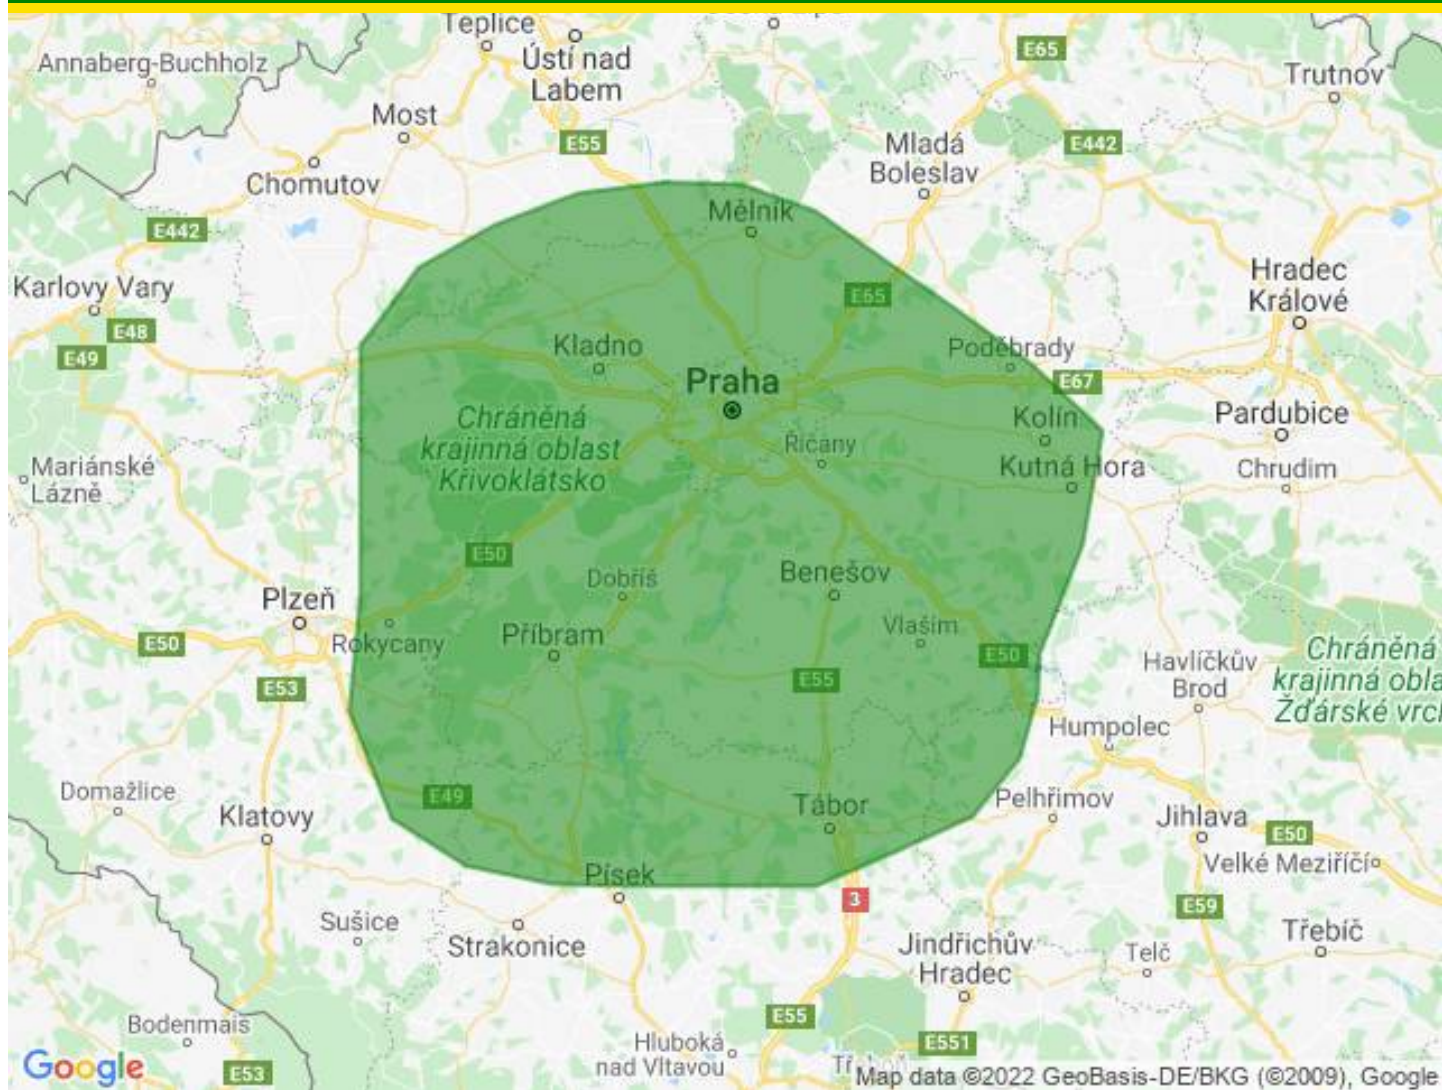 Teplice
Ústí nad
Labem
E65
Annaberg-Buchholz
Trutnov
Most
E55
Mladá
Boleslav
E442
Chomutov
Mělník
E442
Hradec
Králové
Karlovy Vary
E65
E48
E49
Kladno
Poděbrady
Praha
E67
Chráněná
krajinná oblast
Křivoklátsko
Kolín
Pardubice
Říčany
Mariánské
Lázně
Kutná Hora
Chrudim
E50
Dobříš
Benešov
Plzeň
Rokycany
Příbram
Vlašim
E50
E50
Havlíčkův
Brod
Chráněná
krajinná obla
Žďárské vrc
E53
E55
Humpolec
Domažlice
E49
Klatovy
Tábor
Pelhřimov
Jihlava
E50
Velké Meziříčí
Písek
3
E59
Sušice
Strakonice
Jindřichův
Hradec
Telč
Třebíč
Bodenmais
E55
Hluboká
nad Vltavou
E551
Google
E53
Map data ©2022 GeoBasis-DE/BKG (©2009), Google